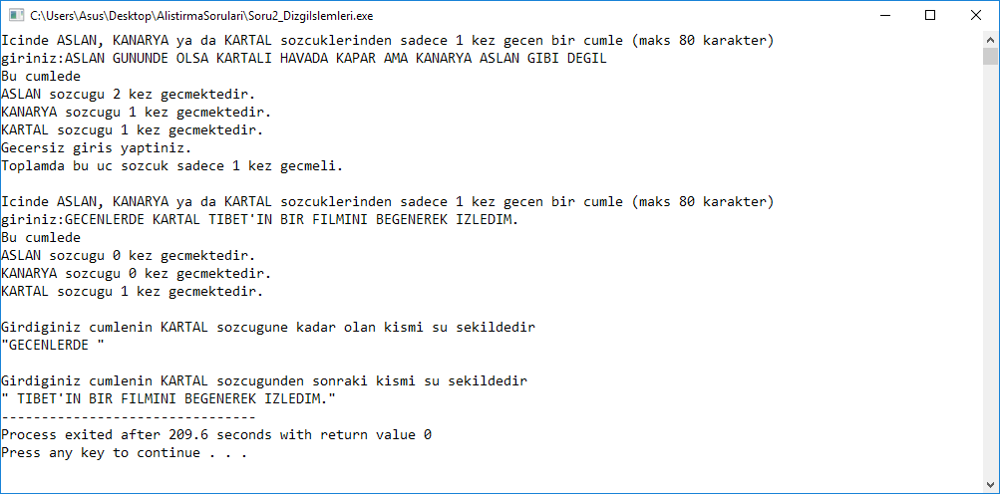 C:\Users\Asus\Desktop\AlistirmaSorulari\Soru2_Dizgilslemleri.exe
Icinde ASLAN, KANARYA ya da KARTAL sozcuklerinden sadece 1 kez gecen bir cumle (maks 80 karakter)
giriniz:ASLAN GUNUNDE OLSA KARTALI HAVADA KAPAR AMA KANARYA ASLAN GIBI DEGIL
Bu cumlede
ASLAN sozcugu 2 kez gecmektedir.
KANARYA sozcugu 1 kez gecmektedir.
KARTAL sozcugu 1 kez gecmektedir.
Gecersiz giris yaptiniz.
Toplamda bu uc sozcuk sadece 1 kez gecmeli.
Icinde ASLAN, KANARYA ya da KARTAL sozcuklerinden sadece 1 kez gecen bir cumle (maks 80 karakter)
giriniz:GECENLERDE KARTAL TIBET'IN BIR FILMINI BEGENEREK IZLEDIM.
Bu cumlede
ASLAN sozcugu 0 kez gecmektedir.
KANARYA sozcugu 0 kez gecmektedir.
KARTAL sozcugu 1 kez gecmektedir.
Girdiginiz cumlenin KARTAL sozcugune kadar olan kismi su sekildedir
"GECENLERDE "
Girdiginiz cumlenin KARTAL sozcugunden sonraki kismi su sekildedir
" TIBET'IN BIR FILMINI BEGENEREK IZLEDIM."
--------------------------------
Process exited after 209.6 seconds with return value 0
Press any key to continue . . .